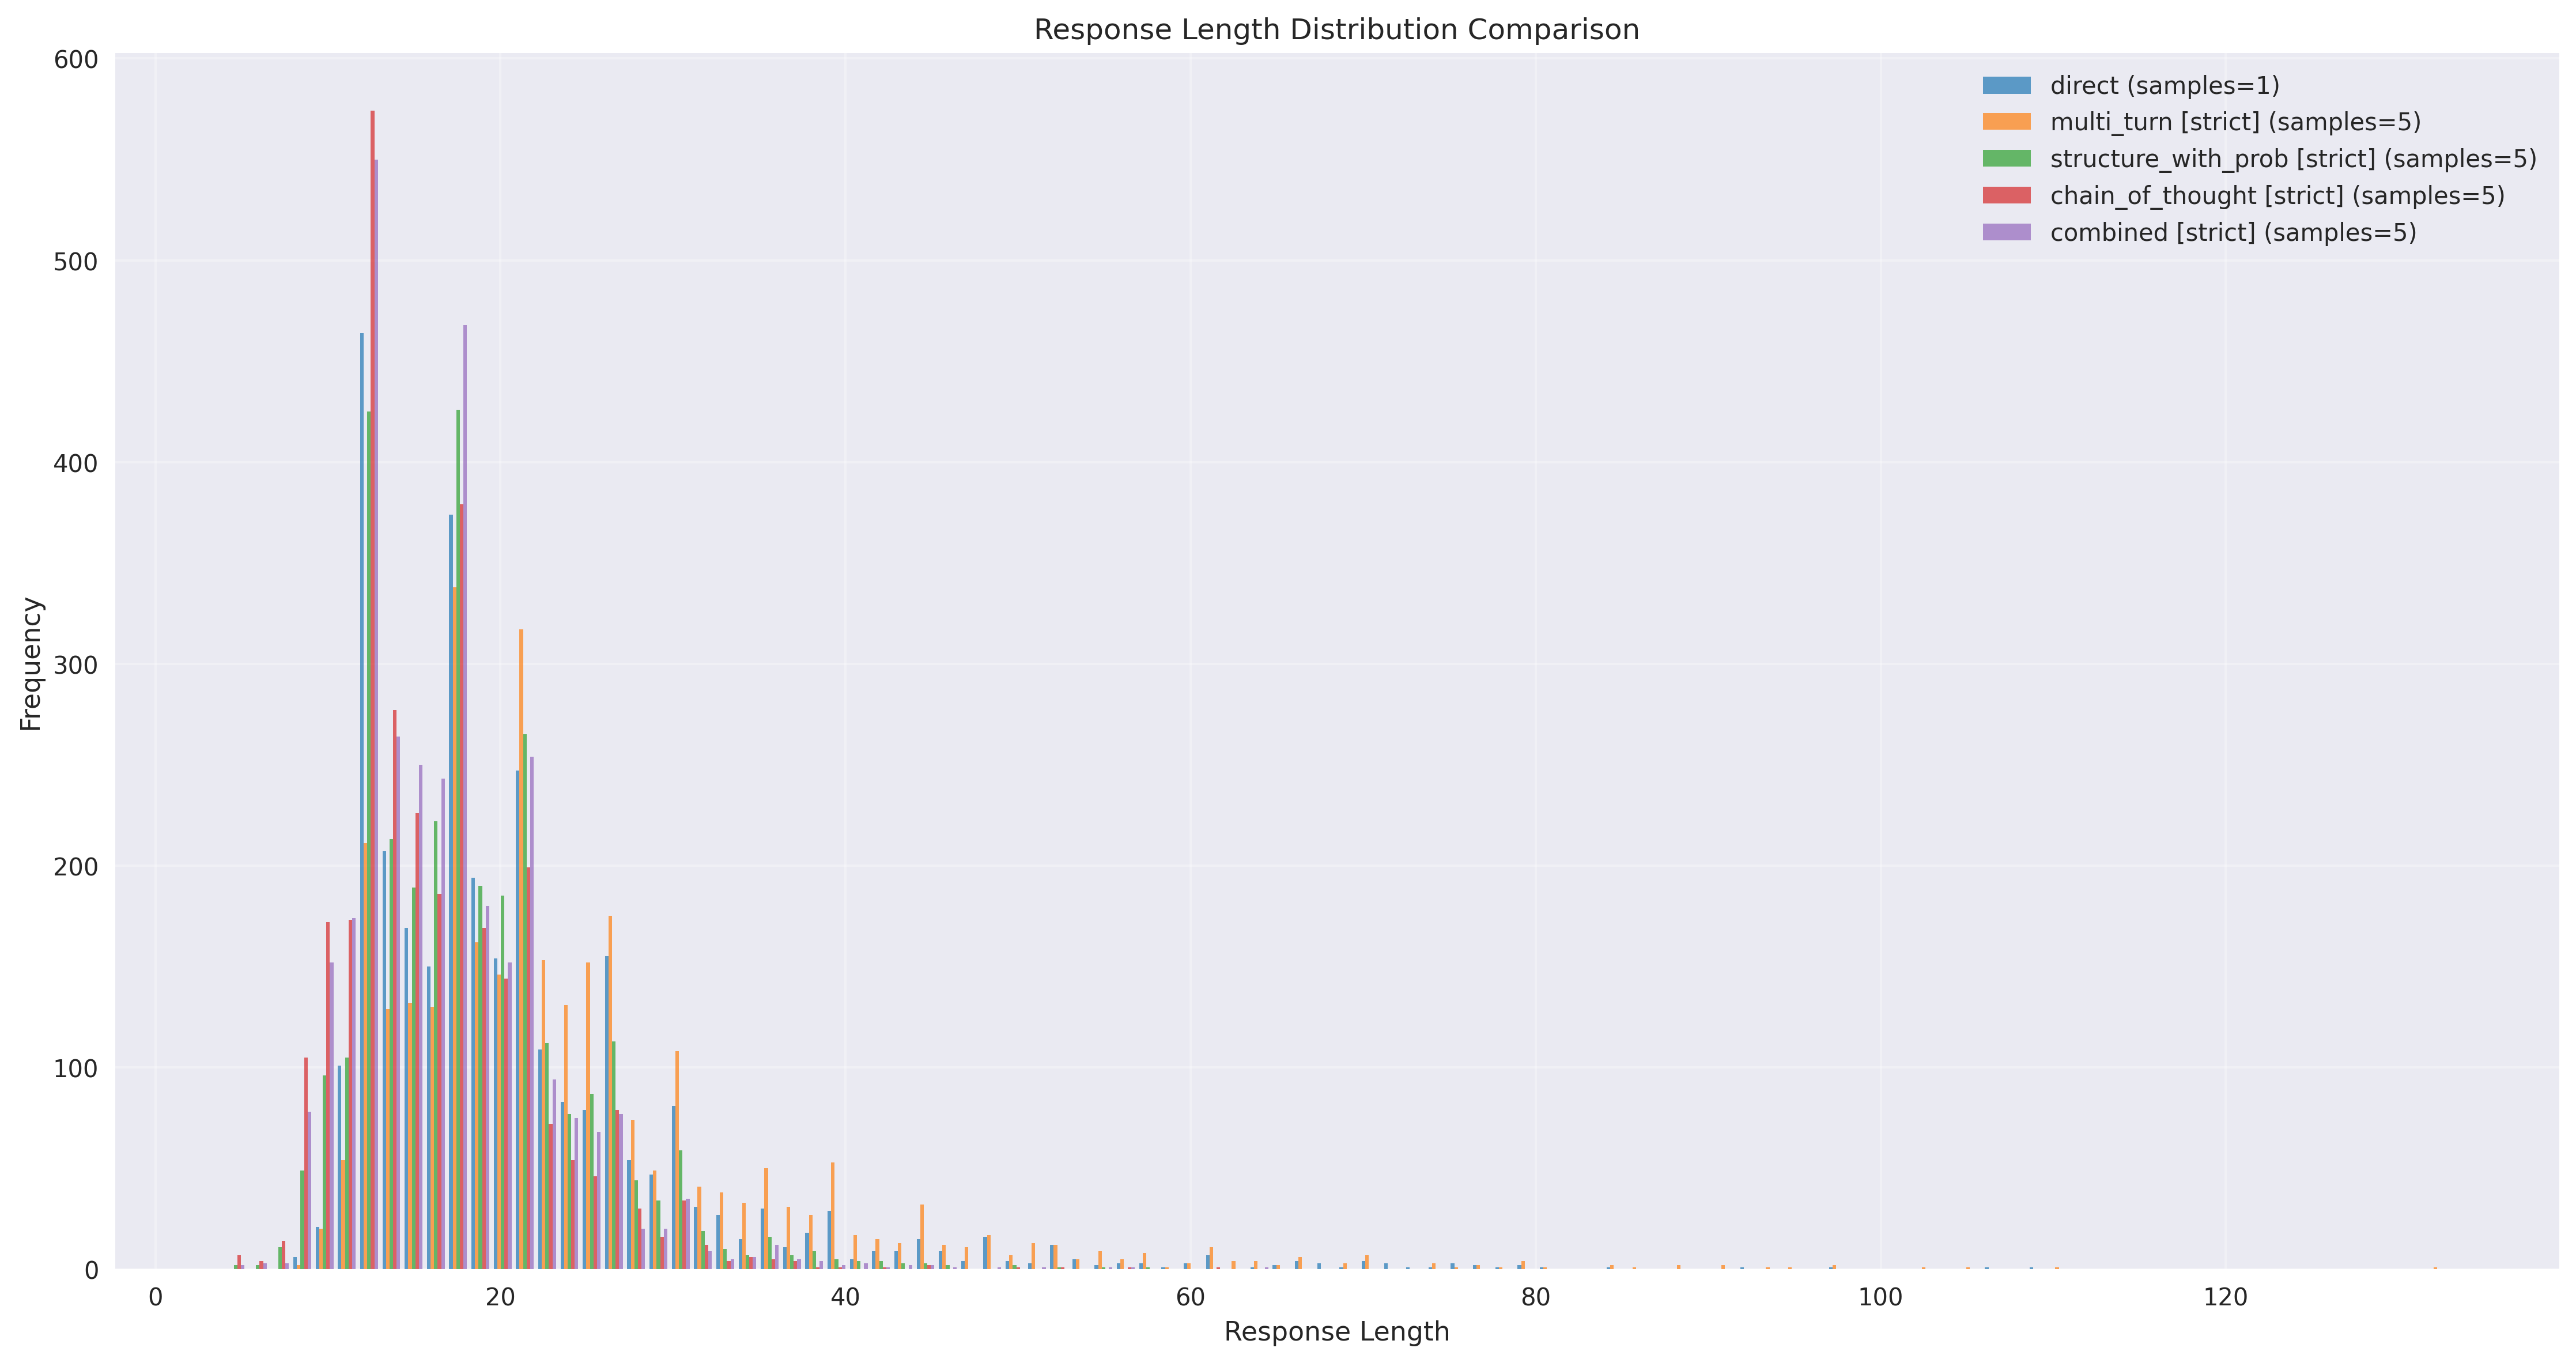 Response Length Distribution Comparison
600
500
400
300
200
100
0
Frequency
direct (samples=1)
multi_turn [strict] (samples=5)
structure_with_prob [strict] (samples=5)
chain_of_thought [strict] (samples=5)
combined [strict] (samples=5)
0 20 40 60 80 100 120
Response Length